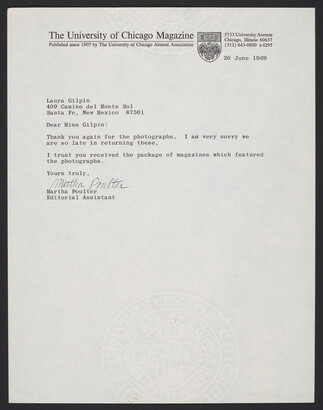 The University of Chicago Magazine
Published since 1907 by The University of Chicago Alumni Association
5733 University Avenue
Chicago, Illinois 60637
(312) 643-0800 x4295
20 June 1969
Laura Gilpin
409 Camino del Monte Sol
Santa Fe, New Mexico 87501
Dear Miss Gilpin:
Thank you again for the photographs. I am very sorry we
are so late in returning them.
I trust you received the package of magazines which featured
the photographs.
Yours truly,
Martha Poulter
Martha Poulter
Editorial Assistant